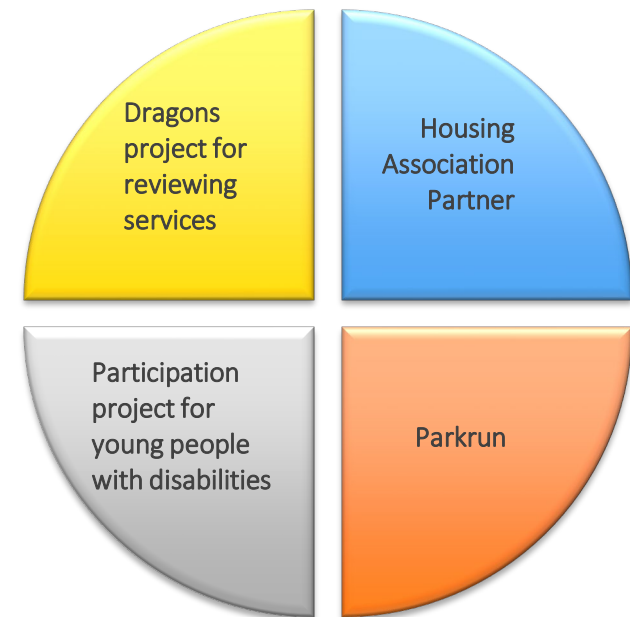 Dragons
project for
reviewing
services
Housing
Association
Partner
Participation
project for
young people
with disabilities
Parkrun